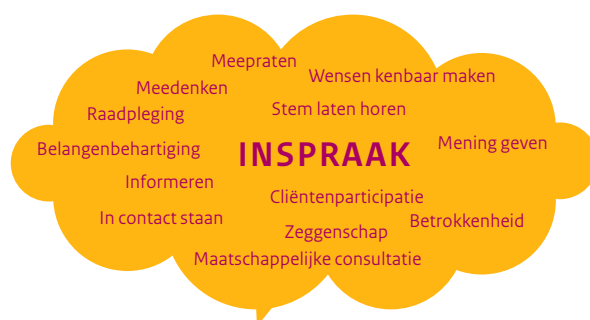 Meepraten
Wensen kenbaar maken
Meedenken
Stem laten horen
Raadpleging
Mening geven
Belangenbehartiging
INSPRAAK
Informeren
Cliëntenparticipatie
In contact staan
Betrokkenheid
Zeggenschap
Maatschappelijke consultatie